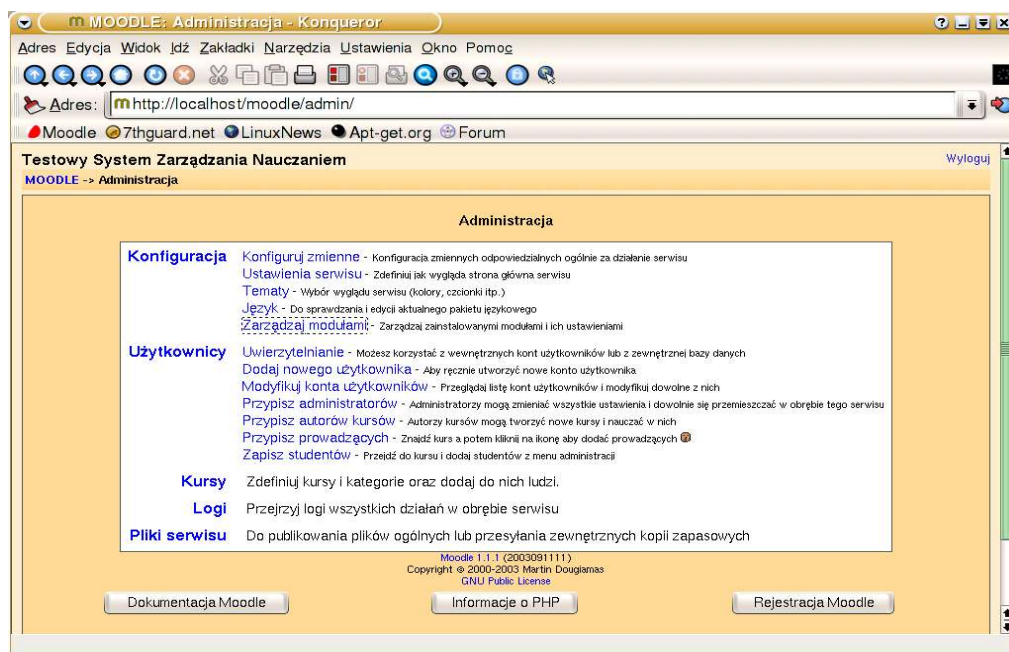 MOODLE: Administracja - Konqueror
Adres Edycja Widok Idź Zakładki Narzędzia Ustawienia Okno Pomoc
Adres: http://localhost/moodle/admin/
Moodle 7thguard.net LinuxNews Apt-get.org Forum
Testowy System Zarządzania Nauczaniem Wyloguj
MOODLE -> Administracja
Administracja
Konfiguracja Konfiguruj zmienne - Konfiguracja zmiennych odpowiedzialnych ogólnie za działanie serwisu
Ustawienia serwisu - Zdefiniuj jak wygląda strona główna serwisu
Tematy - Wybór wyglądu serwisu (kolory, czcionki itp.)
Język - Do sprawdzania i edycji aktualnego pakietu językowego
Zarządzaj modułami - Zarządzaj zainstalowanymi modułami i ich ustawieniami
Użytkownicy Uwierzytelnianie - Możesz korzystać z wewnętrznych kont użytkowników lub z zewnętrznej bazy danych
Dodaj nowego użytkownika - Aby ręcznie utworzyć nowe konto użytkownika
Modyfikuj konta użytkowników - Przeglądaj listę kont użytkowników i modyfikuj dowolne z nich
Przypisz administratorów - Administratorzy mogą zmieniać wszystkie ustawienia i dowolnie się przemieszczać w obrębie tego serwisu
Przypisz autorów kursów - Autorzy kursów mogą tworzyć nowe kursy i nauczać w nich
Przypisz prowadzących - Znajdź kurs a potem kliknij na ikonę aby dodać prowadzących
Zapisz studentów - Przejdź do kursu i dodaj studentów z menu administracji
Kursy Zdefiniuj kursy i kategorie oraz dodaj do nich ludzi.
Logi Przejrzyj logi wszystkich działań w obrębie serwisu
Pliki serwisu Do publikowania plików ogólnych lub przesyłania zewnętrznych kopii zapasowych
Moodle 1.1.1 (2003091111)
Copyright © 2000-2003 Martin Dougiamas
GNU Public License
Dokumentacja Moodle Informacje o PHP Rejestracja Moodle